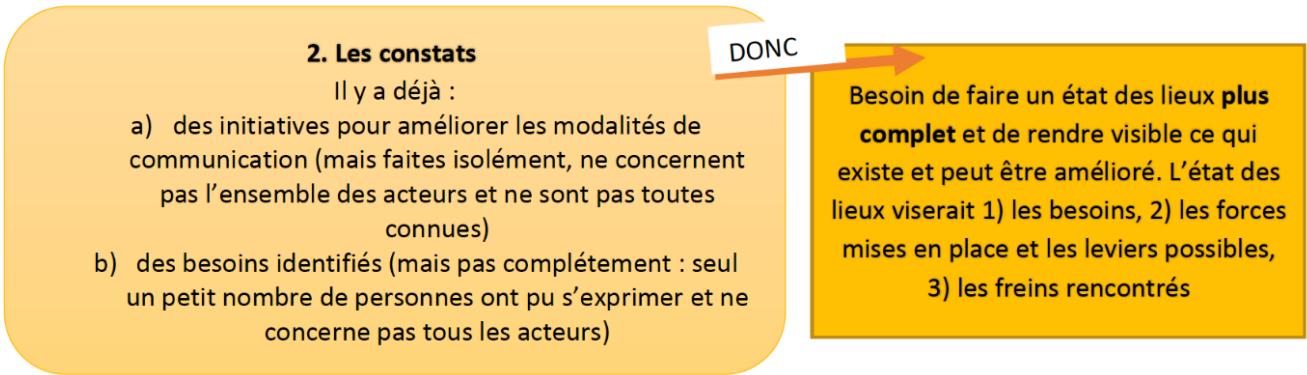 2. Les constats
Il y a déjà :
a) des initiatives pour améliorer les modalités de
communication (mais faites isolément, ne concernent
pas l’ensemble des acteurs et ne sont pas toutes
connues)
b) des besoins identifiés (mais pas complétement : seul
un petit nombre de personnes ont pu s’exprimer et ne
concerne pas tous les acteurs)
DONC
Besoin de faire un état des lieux plus
complet et de rendre visible ce qui
existe et peut être amélioré. L’état des
lieux viserait 1) les besoins, 2) les forces
mises en place et les leviers possibles,
3) les freins rencontrés